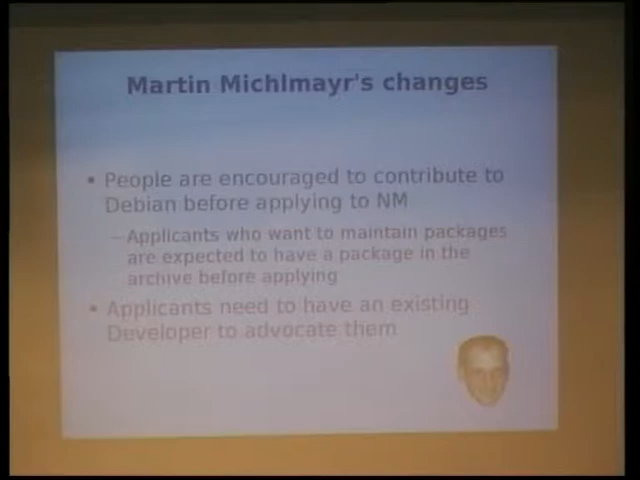 Martin Michlmayr's changes
• People are encouraged to contribute to
Debian before applying to NM
– Applicants who want to maintain packages
are expected to have a package in the
archive before applying
• Applicants need to have an existing
Developer to advocate them